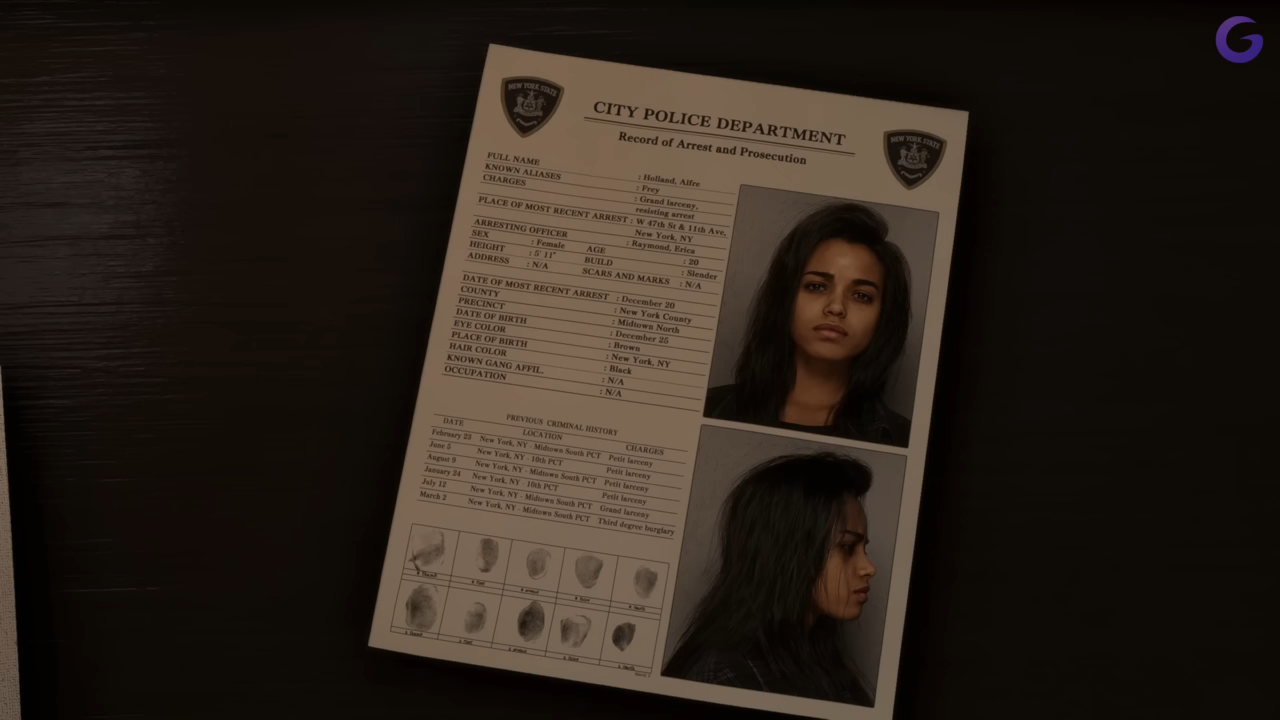 NEW YORK STATE
CITY POLICE DEPARTMENT
NEW YORK STATE
Record of Arrest and Prosecution
FULL NAME : Holland, Alfre
KNOWN ALIASES : Frey
CHARGES : Grand larceny,
resisting arrest
PLACE OF MOST RECENT ARREST : W 47th St & 11th Ave,
New York, NY
ARRESTING OFFICER : Raymond, Erica
SEX : Female AGE : 20
HEIGHT : 5' 11" BUILD : Slender
ADDRESS : N/A SCARS AND MARKS : N/A
DATE OF MOST RECENT ARREST : December 20
COUNTY : New York County
PRECINCT : Midtown North
DATE OF BIRTH : December 25
EYE COLOR : Brown
PLACE OF BIRTH : New York, NY
HAIR COLOR : Black
KNOWN GANG AFFIL. : N/A
OCCUPATION : N/A
PREVIOUS CRIMINAL HISTORY
DATE LOCATION CHARGES
February 23 New York, NY - Midtown South PCT Petit larceny
June 5 New York, NY - 10th PCT Petit larceny
August 9 New York, NY - Midtown South PCT Petit larceny
January 24 New York, NY - 10th PCT Petit larceny
July 12 New York, NY - Midtown South PCT Grand larceny
March 2 New York, NY - Midtown South PCT Third degree burglary